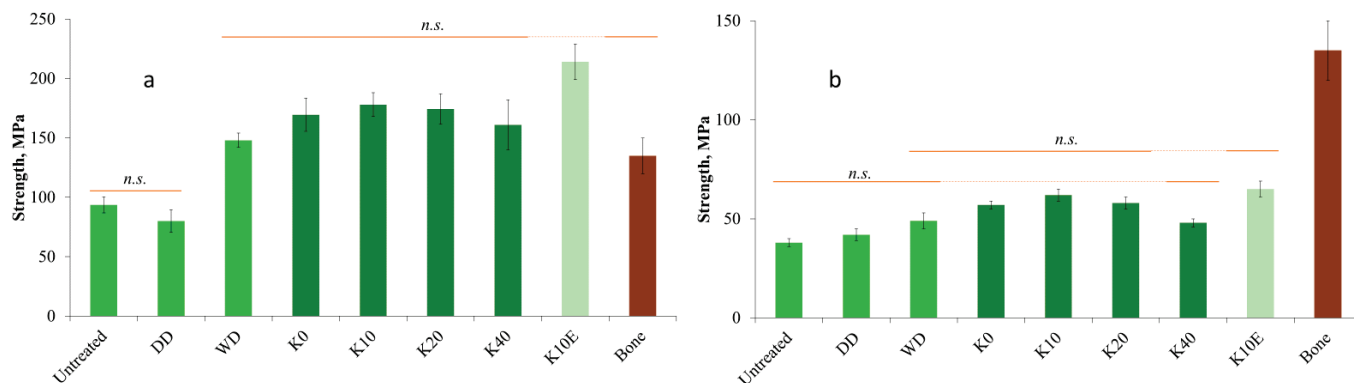 250
200
150
100
50
0
Strength, MPa
a
n.s.
n.s.
Untreated
DD
WD
K0
K10
K20
K40
K10E
Bone
150
100
50
0
Strength, MPa
b
n.s.
n.s.
Untreated
DD
WD
K0
K10
K20
K40
K10E
Bone